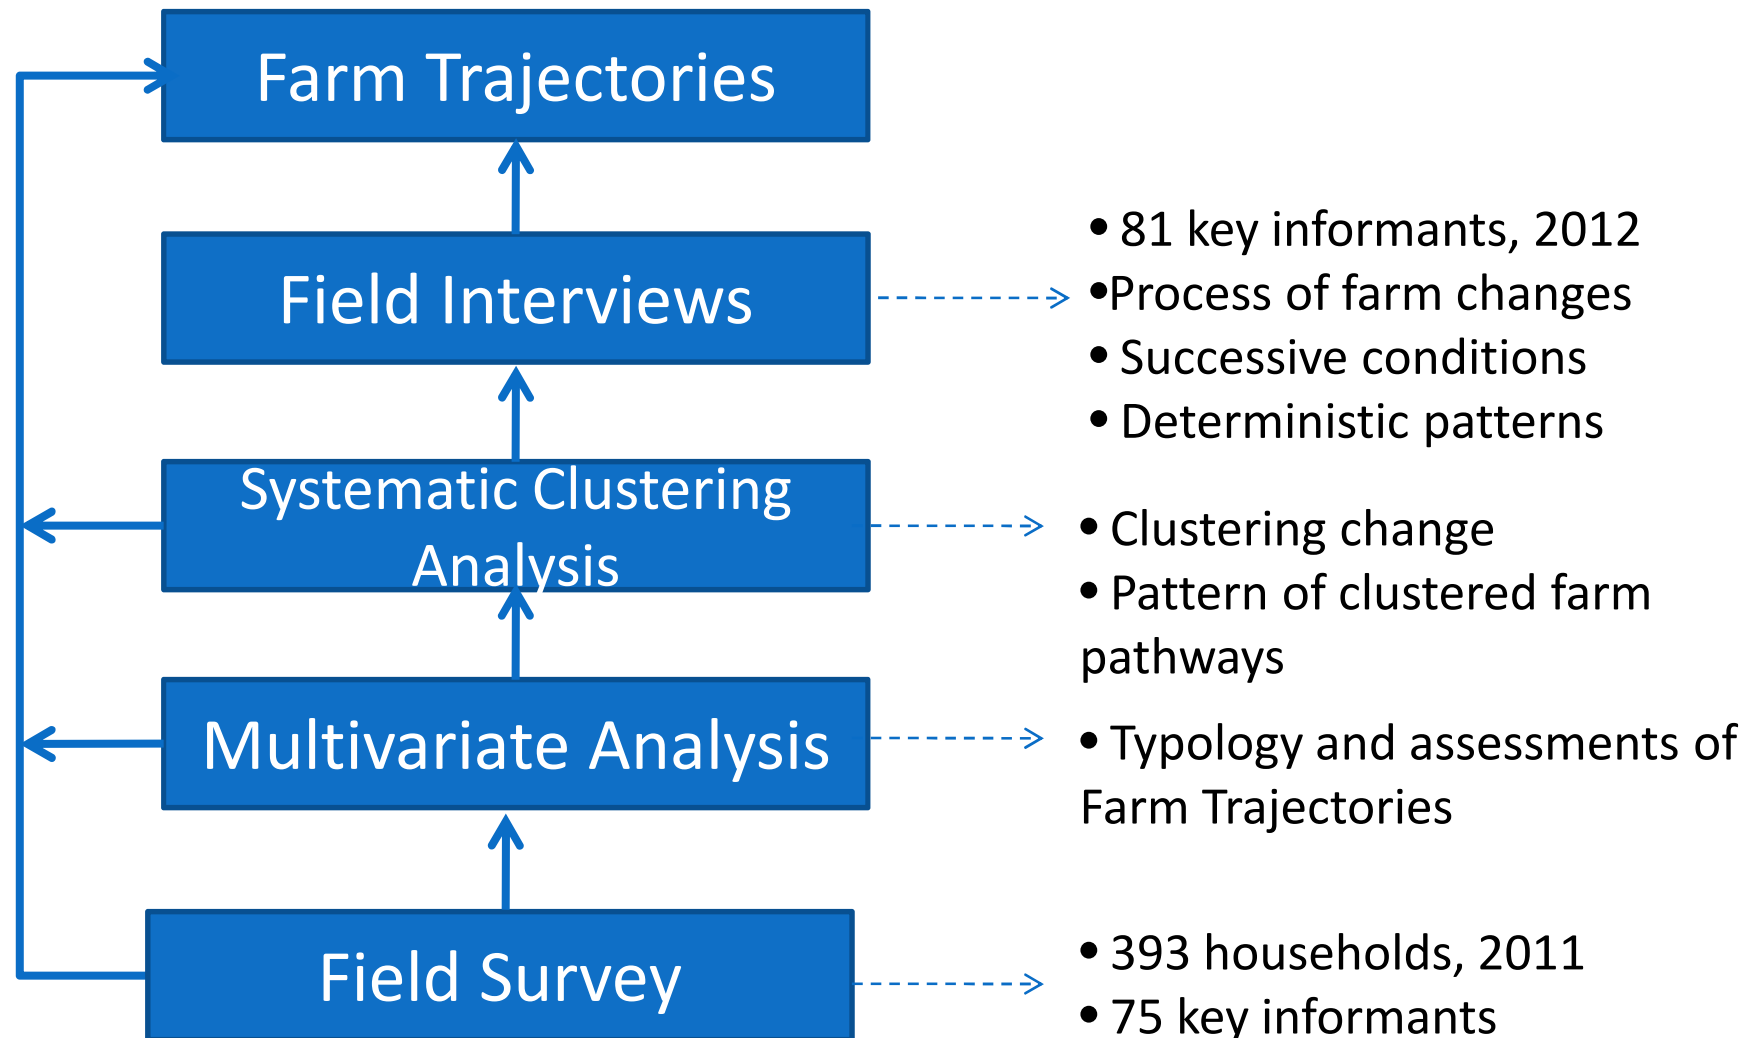 Farm Trajectories
Field Interviews
• 81 key informants, 2012
•Process of farm changes
• Successive conditions
• Deterministic patterns
Systematic Clustering
Analysis
• Clustering change
• Pattern of clustered farm
pathways
Multivariate Analysis
• Typology and assessments of
Farm Trajectories
Field Survey
• 393 households, 2011
• 75 key informants